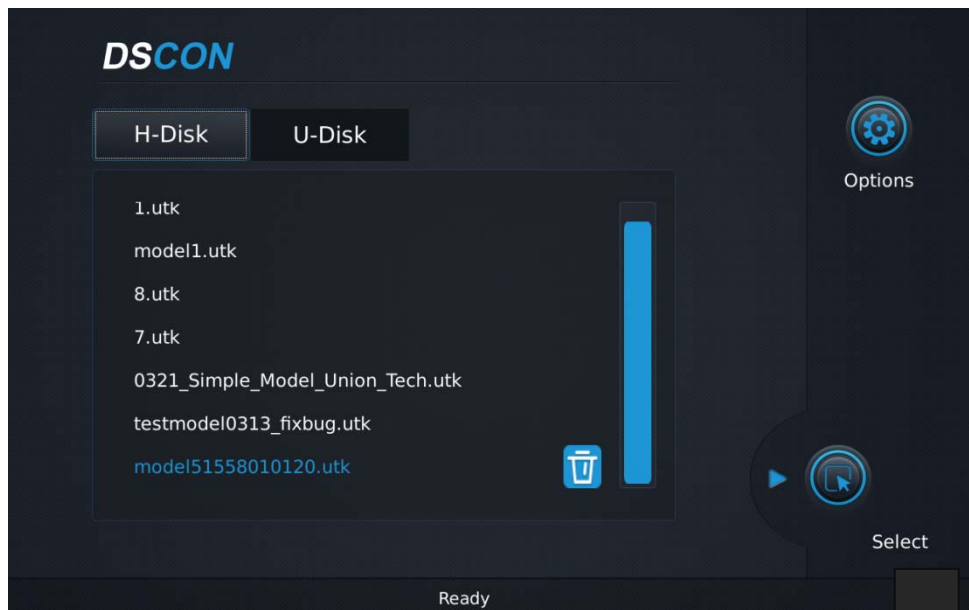 DSCON
H-Disk U-Disk
Options
1.utk
model1.utk
8.utk
7.utk
0321_Simple_Model_Union_Tech.utk
testmodel0313_fixbug.utk
model51558010120.utk
Select
Ready